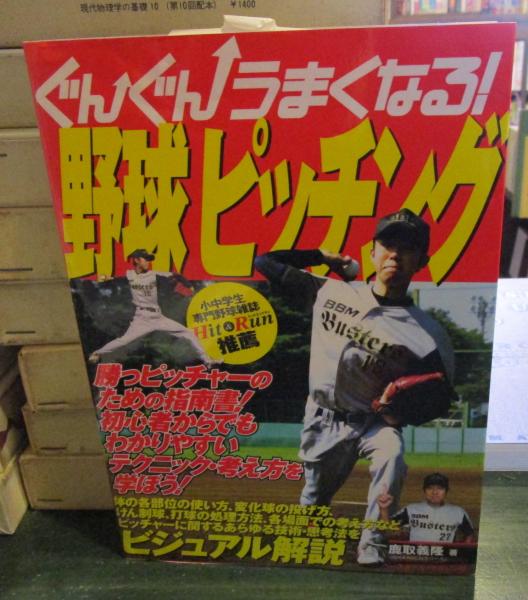 現代物理学の基礎 10 (第10回配本) ¥1400
ぐんぐんうまくなる!
野球ピッチング
小中学生
専門野球雑誌
Hit&Run
推薦
BBM
Busters
勝つピッチャーの
ための指南書!
初心者からでも
わかりやすい
テクニック・考え方を
学ぼう!
体の各部位の使い方、変化球の投げ方、
けん制球、打球の処理方法、各場面での考え方など
ピッチャーに関するあらゆる技術・思考法を
ビジュアル解説
BBM
Busters
27
鹿取義隆 著